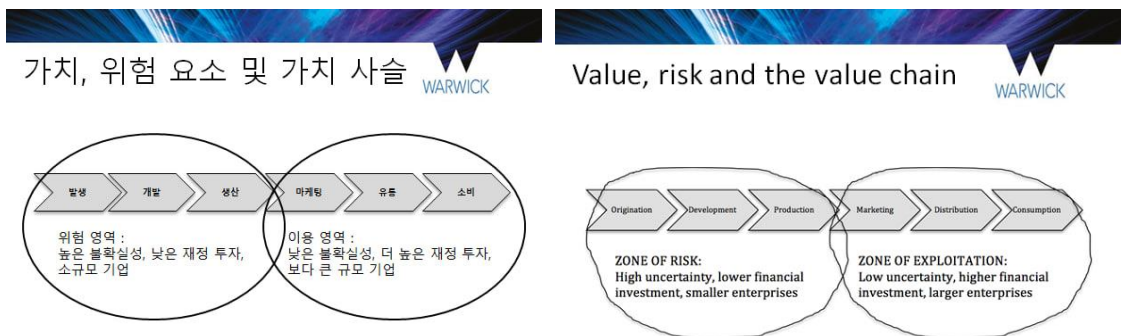 가치, 위험 요소 및 가치 사슬
WARWICK
발생
개발
생산
마케팅
유통
소비
위험 영역 :
높은 불확실성, 낮은 재정 투자,
소규모 기업
이용 영역 :
낮은 불확실성, 더 높은 재정 투자,
보다 큰 규모 기업
Value, risk and the value chain
WARWICK
Origination
Development
Production
Marketing
Distribution
Consumption
ZONE OF RISK:
High uncertainty, lower financial
investment, smaller enterprises
ZONE OF EXPLOITATION:
Low uncertainty, higher financial
investment, larger enterprises